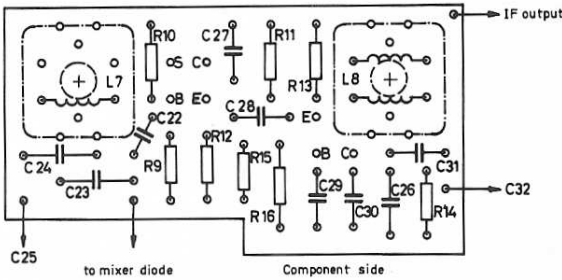 R10
C27
R11
IF output
L7
S
C
R13
L8
B
E
C22
C28
E
C24
R9
R12
R15
B
C
C31
C23
R16
C29
C30
C26
R14
C32
C25
to mixer diode
Component side